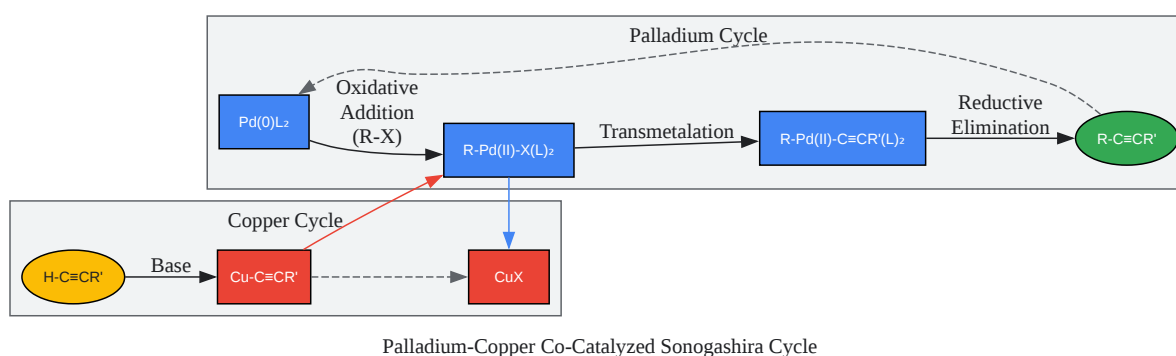 Palladium Cycle
Pd(0)L₂
Oxidative
Addition
(R-X)
R-Pd(II)-X(L)₂
Transmetalation
R-Pd(II)-C≡CR'(L)₂
Reductive
Elimination
R-C≡CR'
Copper Cycle
H-C≡CR'
Base
Cu-C≡CR'
CuX
Palladium-Copper Co-Catalyzed Sonogashira Cycle